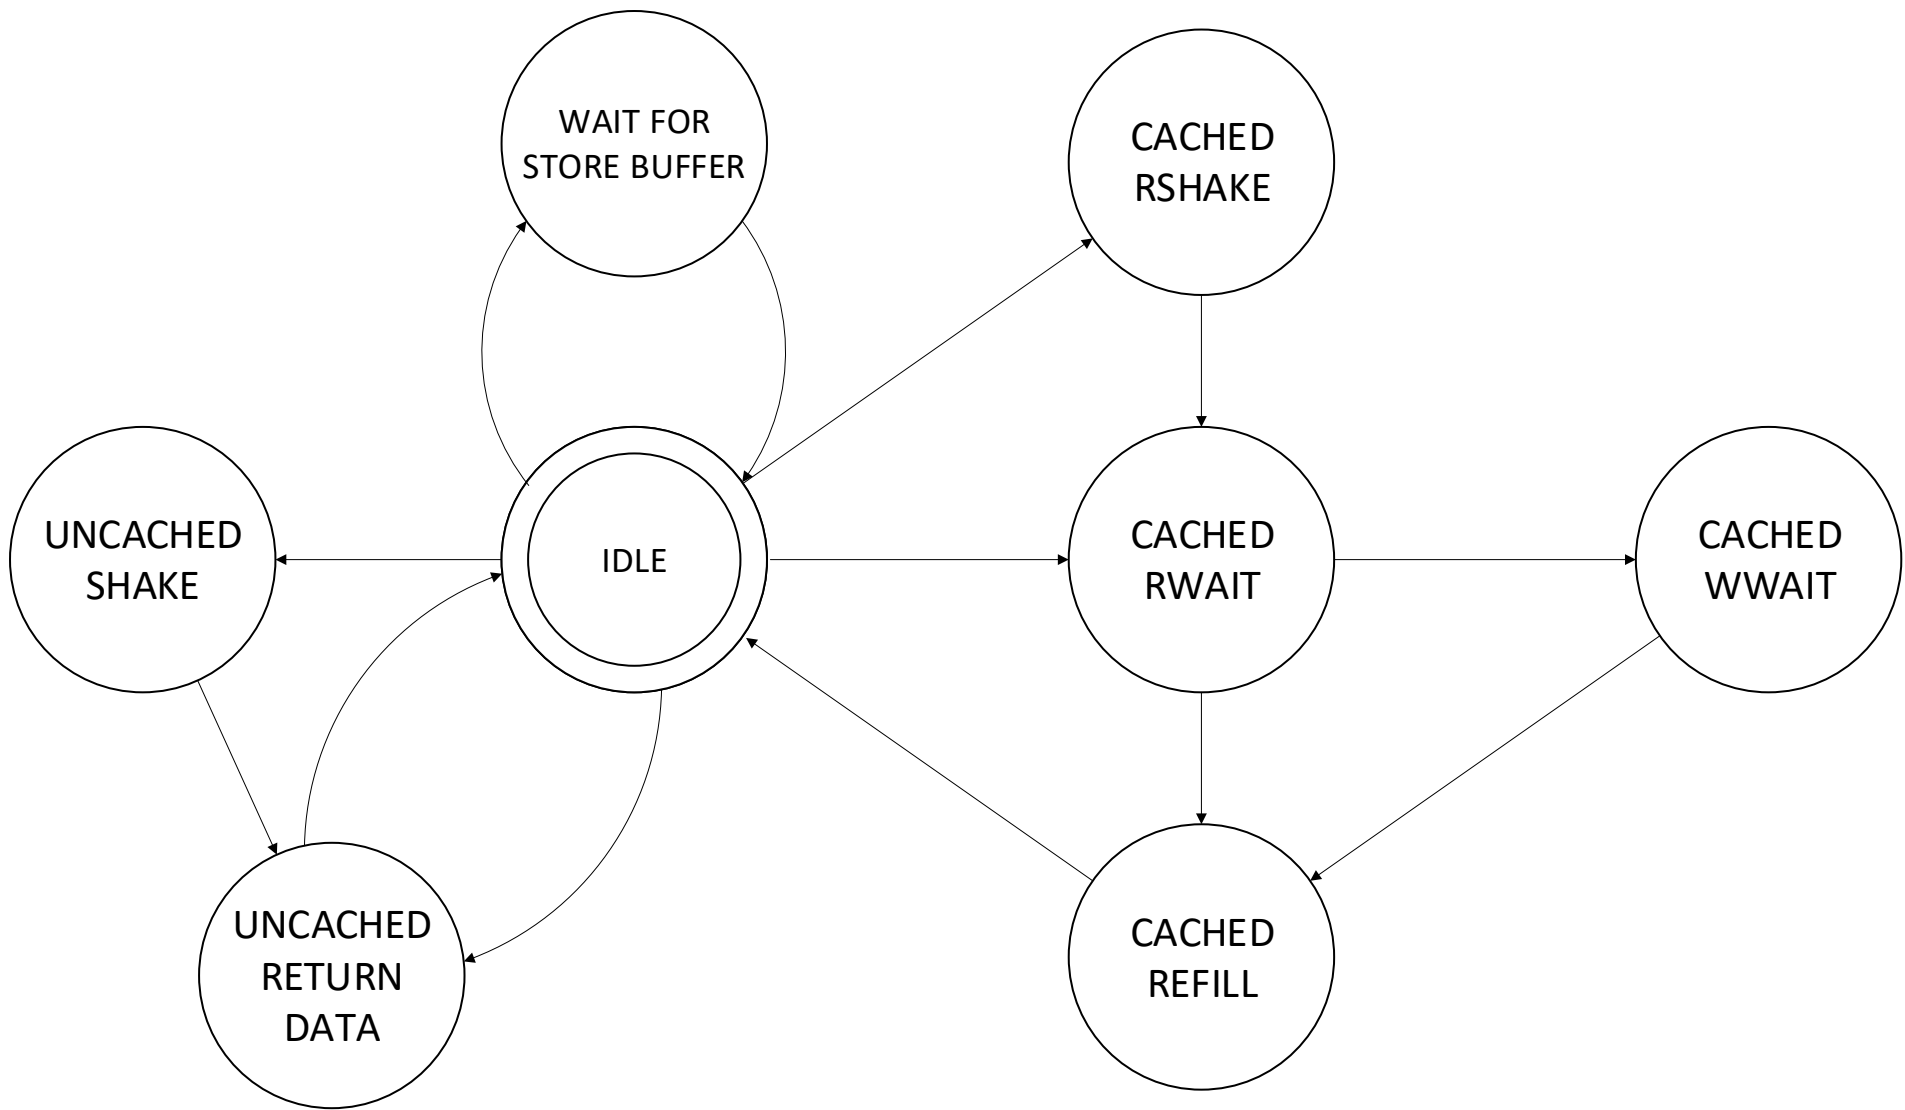 WAIT FOR
STORE BUFFER
CACHED
RSHAKE
UNCACHED
SHAKE
IDLE
CACHED
RWAIT
CACHED
WWAIT
UNCACHED
RETURN
DATA
CACHED
REFILL